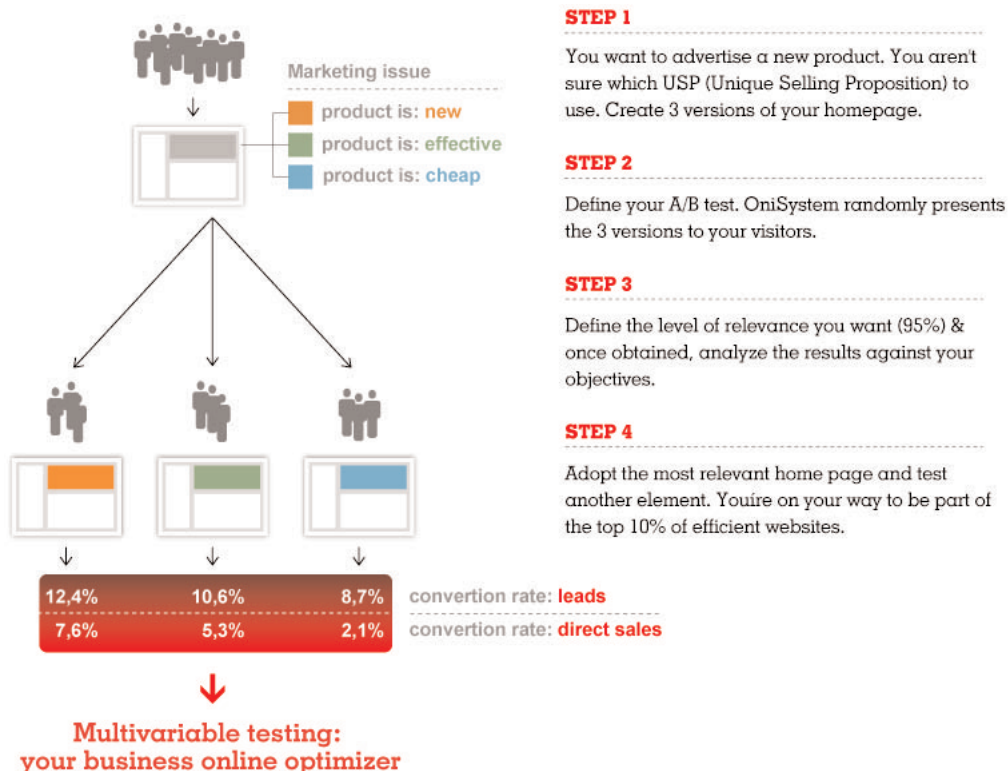 Marketing issue
product is: new
product is: effective
product is: cheap
12,4% 10,6% 8,7% convertion rate: leads
7,6% 5,3% 2,1% convertion rate: direct sales
Multivariable testing:
your business online optimizer
STEP 1
You want to advertise a new product. You aren't
sure which USP (Unique Selling Proposition) to
use. Create 3 versions of your homepage.
STEP 2
Define your A/B test. OniSystem randomly presents
the 3 versions to your visitors.
STEP 3
Define the level of relevance you want (95%) &
once obtained, analyze the results against your
objectives.
STEP 4
Adopt the most relevant home page and test
another element. Youíre on your way to be part of
the top 10% of efficient websites.